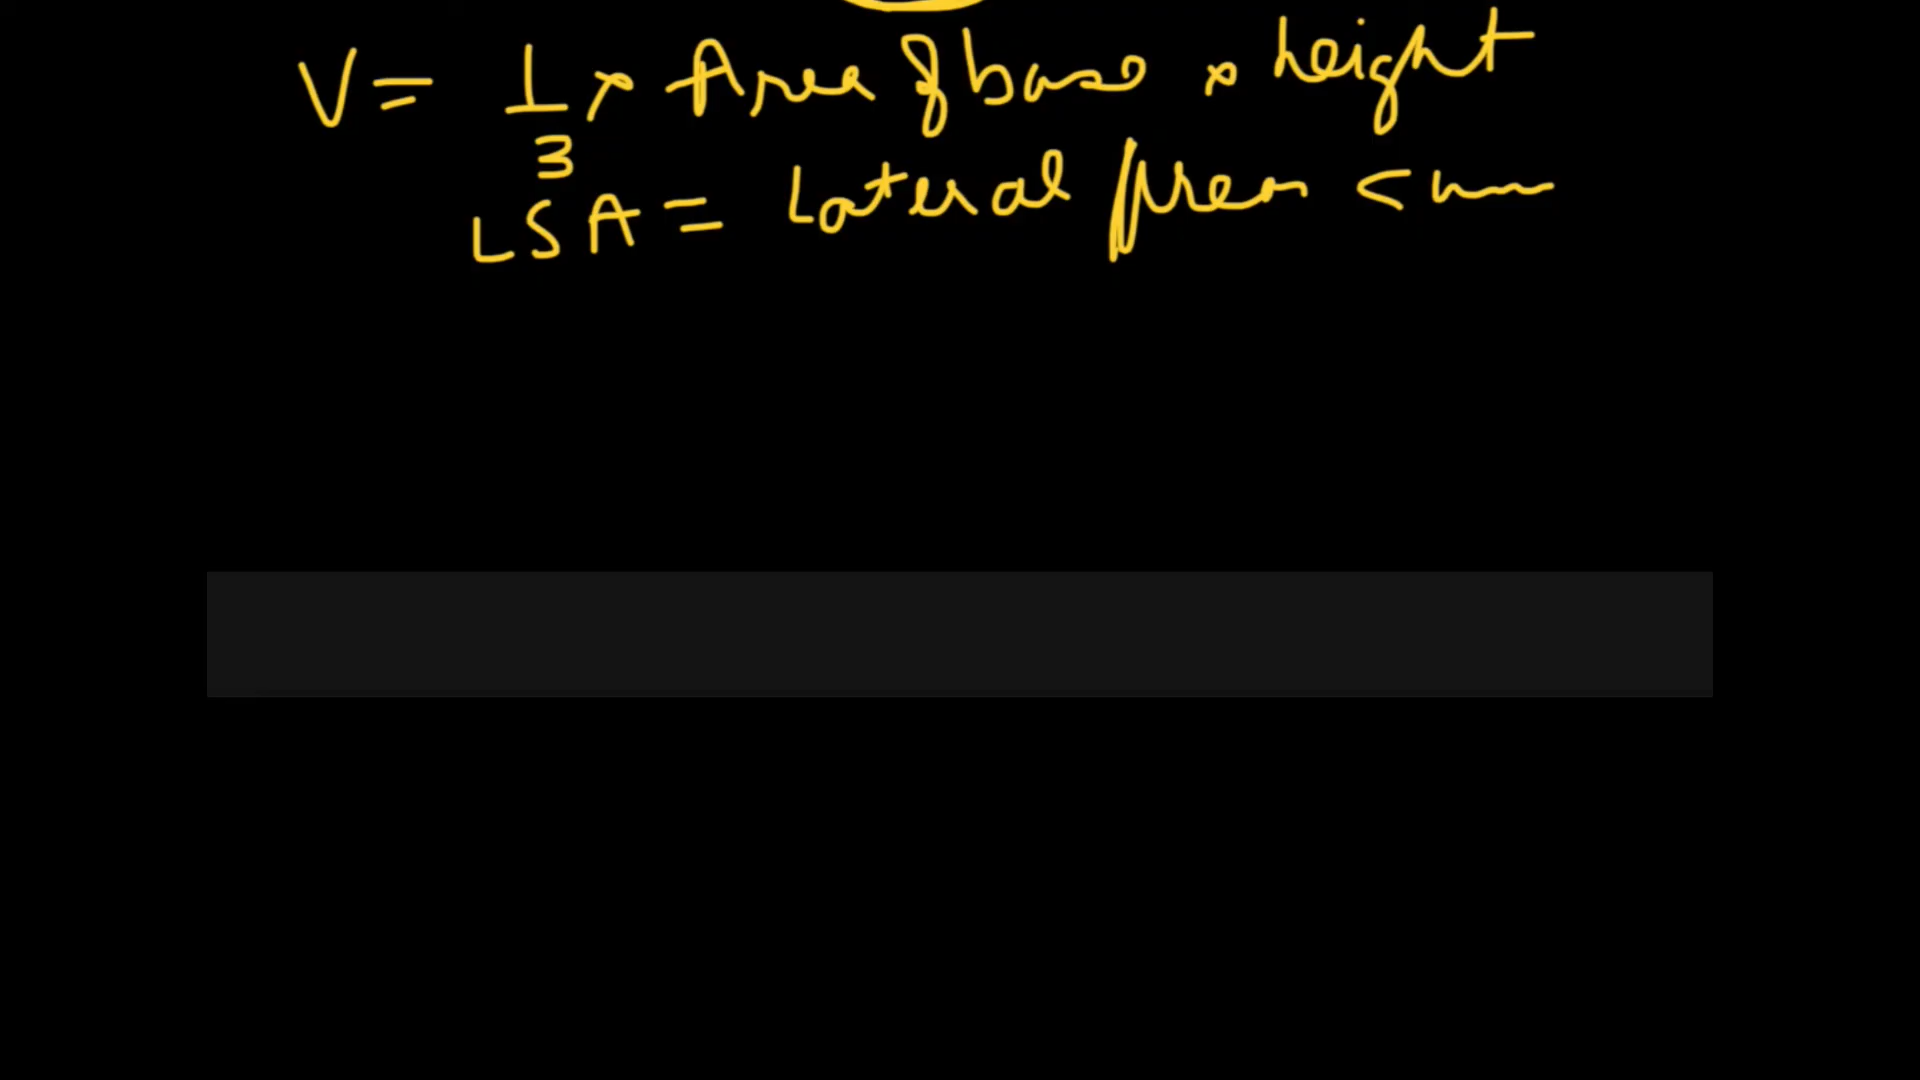 V = 1/3 × Area of base × height
LSA = Lateral Area